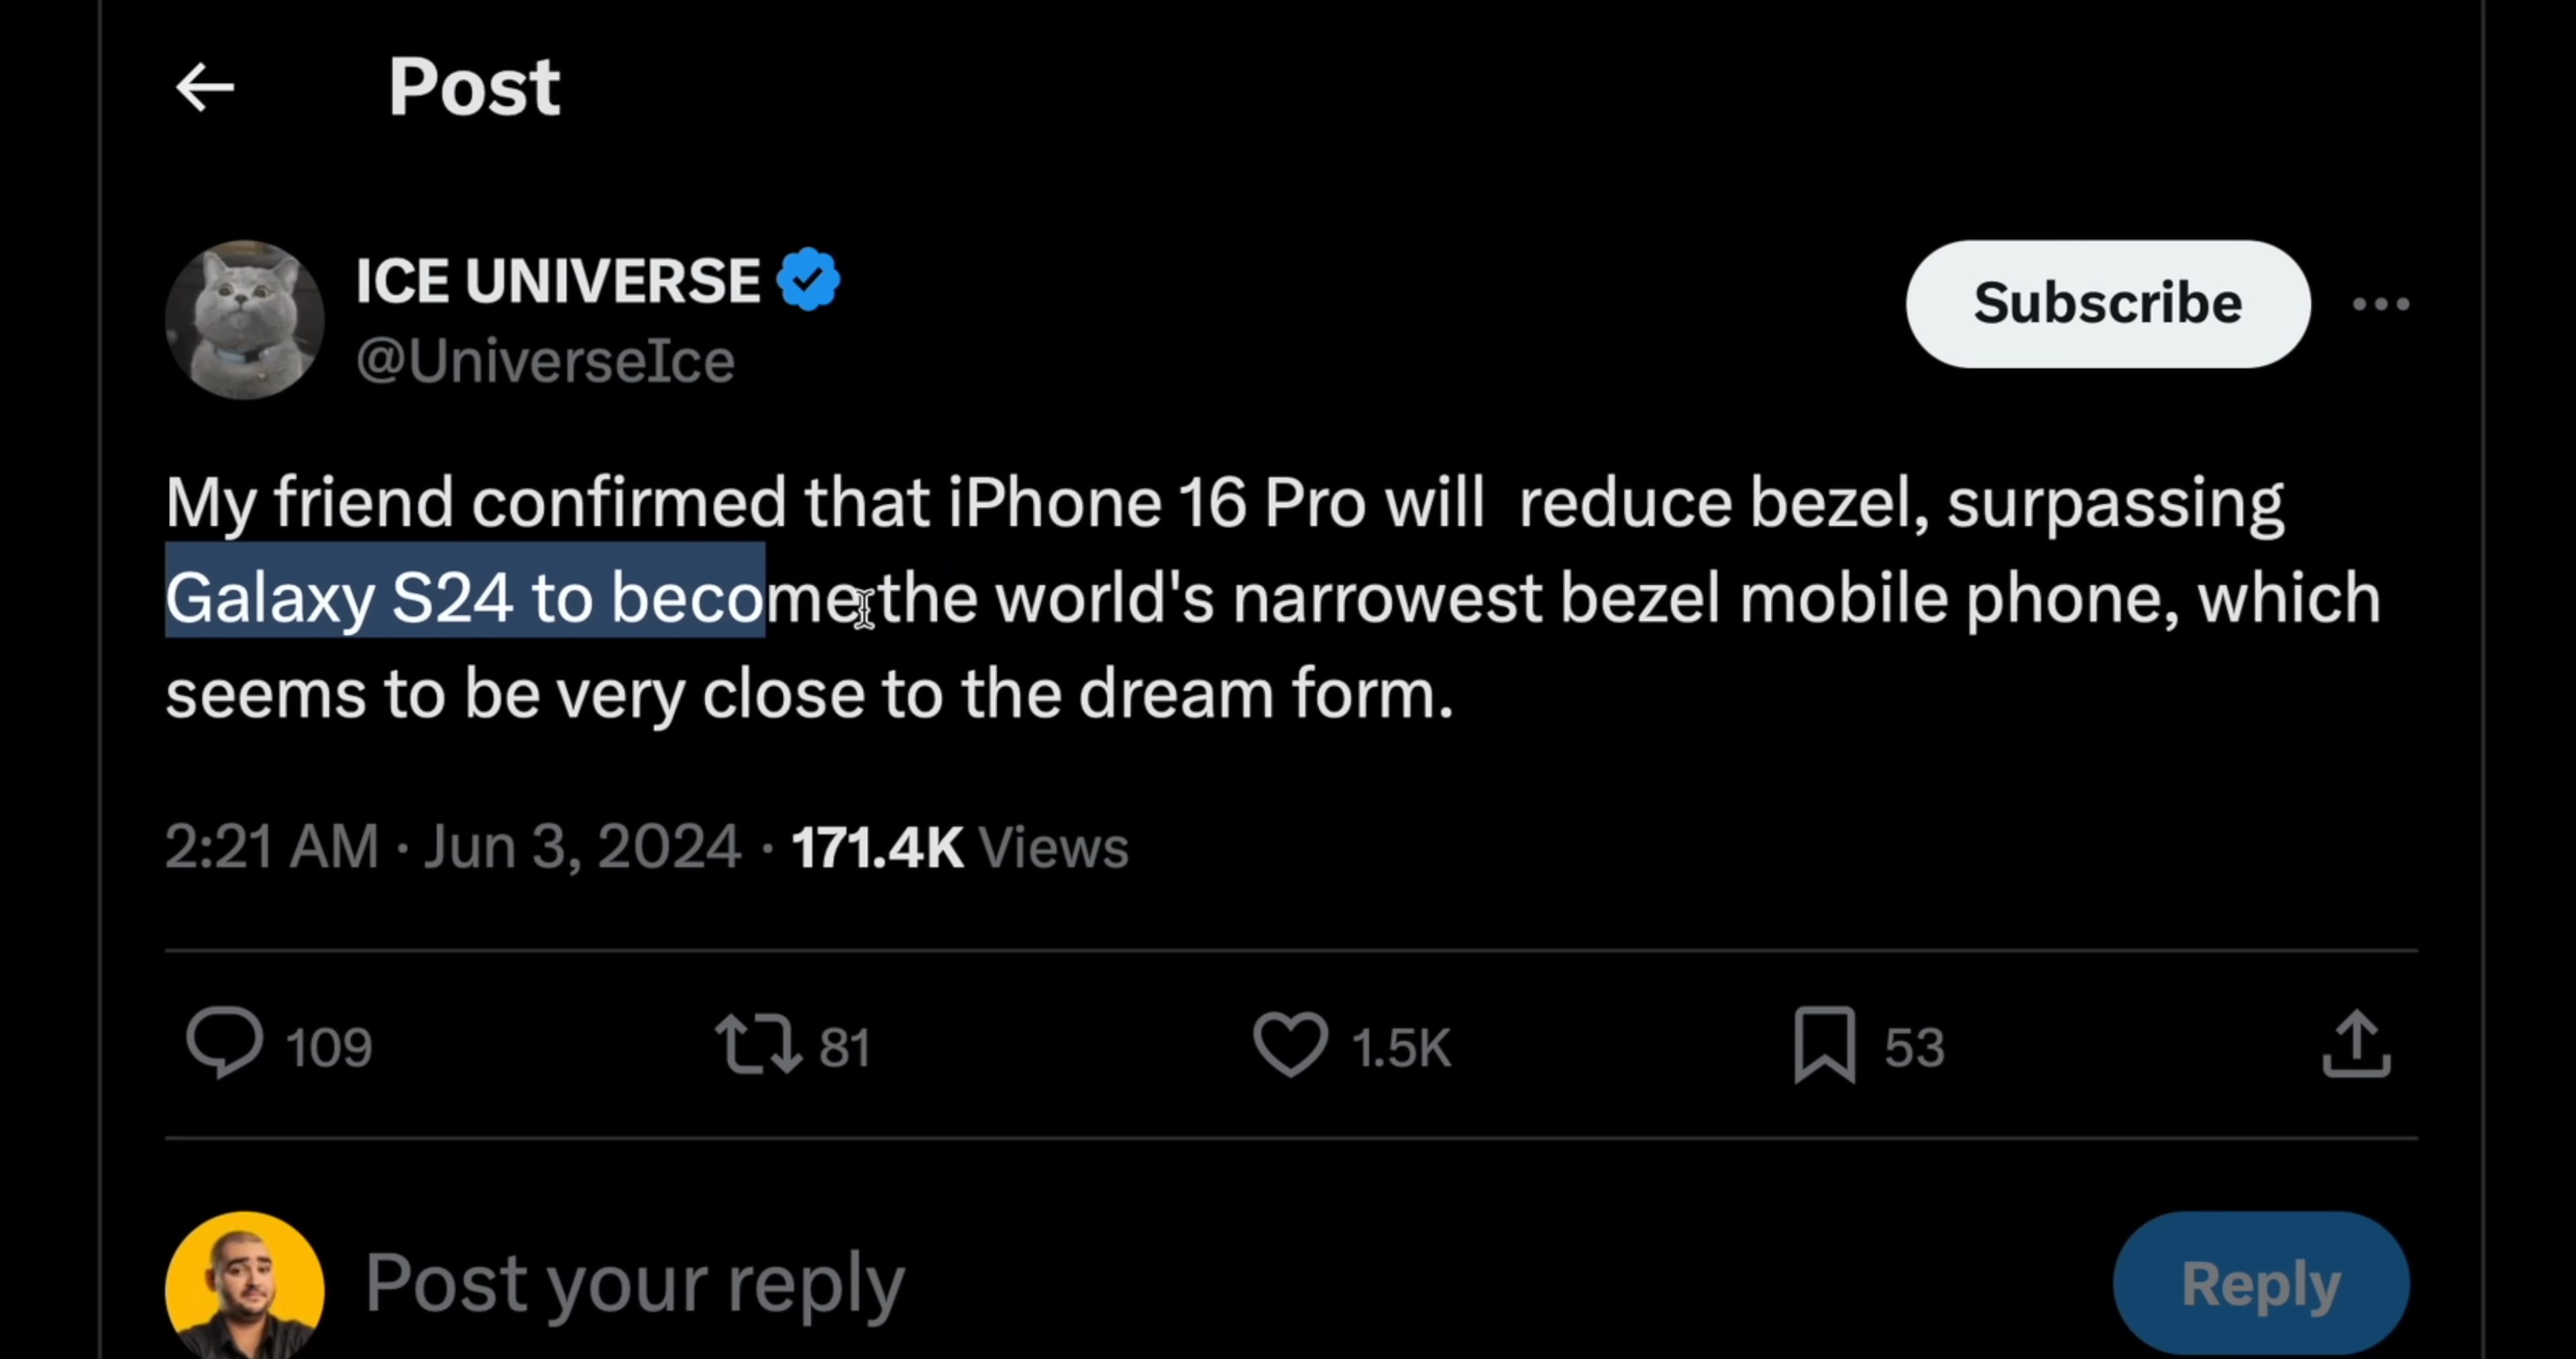 Post
ICE UNIVERSE
@UniverseIce
Subscribe
My friend confirmed that iPhone 16 Pro will  reduce bezel, surpassing
Galaxy S24 to become the world's narrowest bezel mobile phone, which
seems to be very close to the dream form.
2:21 AM · Jun 3, 2024 · 171.4K Views
109 81 1.5K 53
Post your reply
Reply